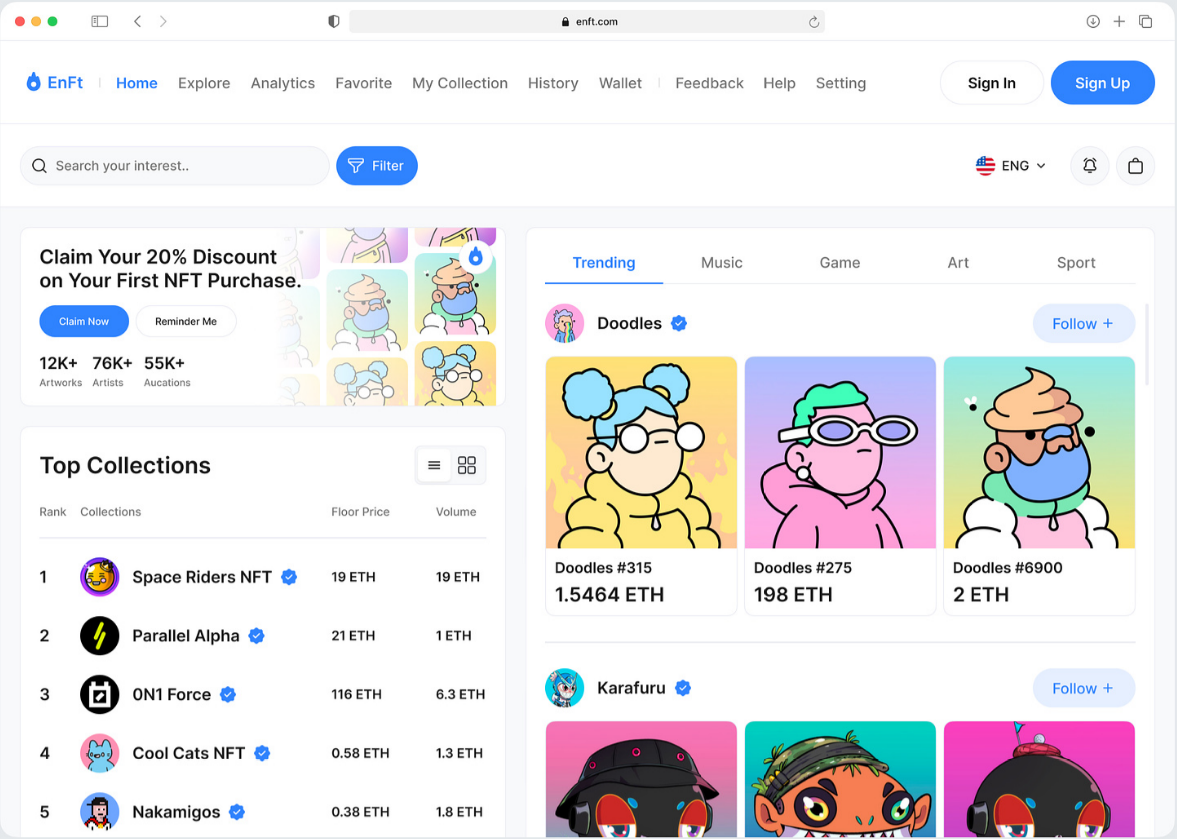 enft.com
EnFt
Home Explore Analytics Favorite My Collection History Wallet Feedback Help Setting
Sign In
Sign Up
Search your interest..
Filter
ENG
Claim Your 20% Discount
on Your First NFT Purchase.
Claim Now
Reminder Me
12K+ 76K+ 55K+
Artworks Artists Aucations
Top Collections
Rank Collections Floor Price Volume
1 Space Riders NFT 19 ETH 19 ETH
2 Parallel Alpha 21 ETH 1 ETH
3 0N1 Force 116 ETH 6.3 ETH
4 Cool Cats NFT 0.58 ETH 1.3 ETH
5 Nakamigos 0.38 ETH 1.8 ETH
Trending Music Game Art Sport
Doodles
Follow +
Doodles #315
1.5464 ETH
Doodles #275
198 ETH
Doodles #6900
2 ETH
Karafuru
Follow +